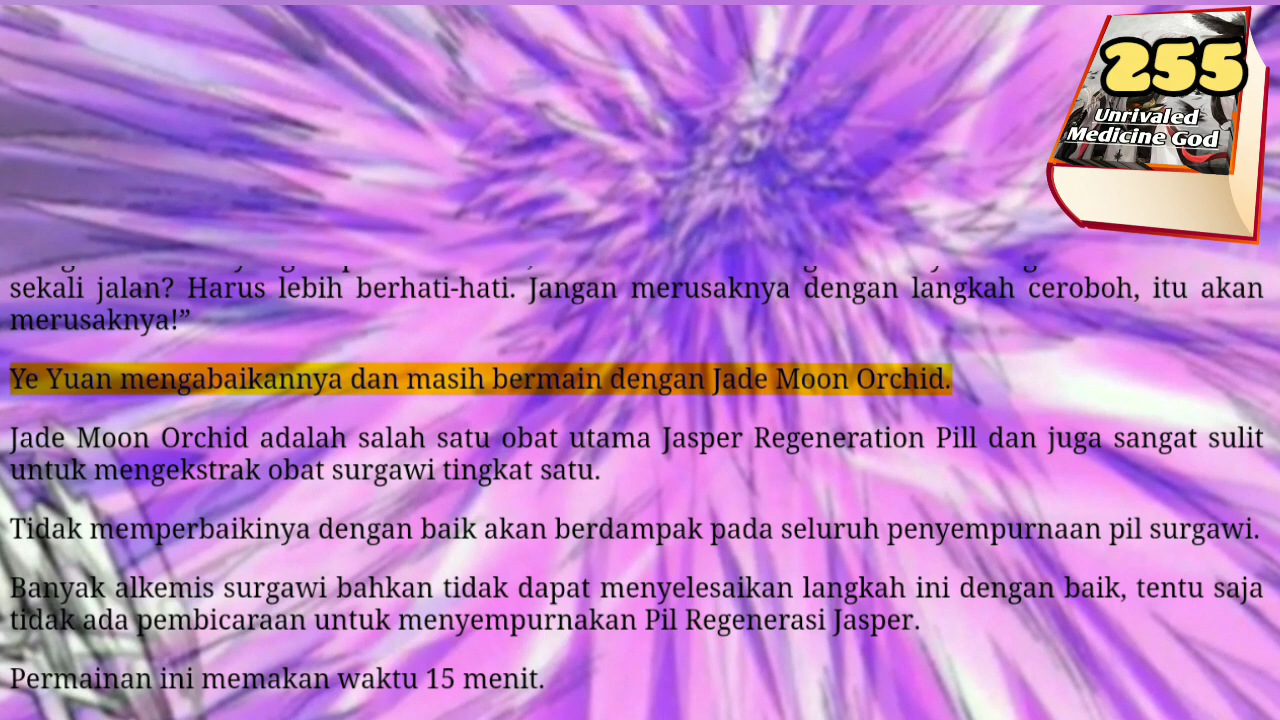 255
Unrivaled
Medicine God
sekali jalan? Harus lebih berhati-hati. Jangan merusaknya dengan langkah ceroboh, itu akan
merusaknya!”
Ye Yuan mengabaikannya dan masih bermain dengan Jade Moon Orchid.
Jade Moon Orchid adalah salah satu obat utama Jasper Regeneration Pill dan juga sangat sulit
untuk mengekstrak obat surgawi tingkat satu.
Tidak memperbaikinya dengan baik akan berdampak pada seluruh penyempurnaan pil surgawi.
Banyak alkemis surgawi bahkan tidak dapat menyelesaikan langkah ini dengan baik, tentu saja
tidak ada pembicaraan untuk menyempurnakan Pil Regenerasi Jasper.
Permainan ini memakan waktu 15 menit.